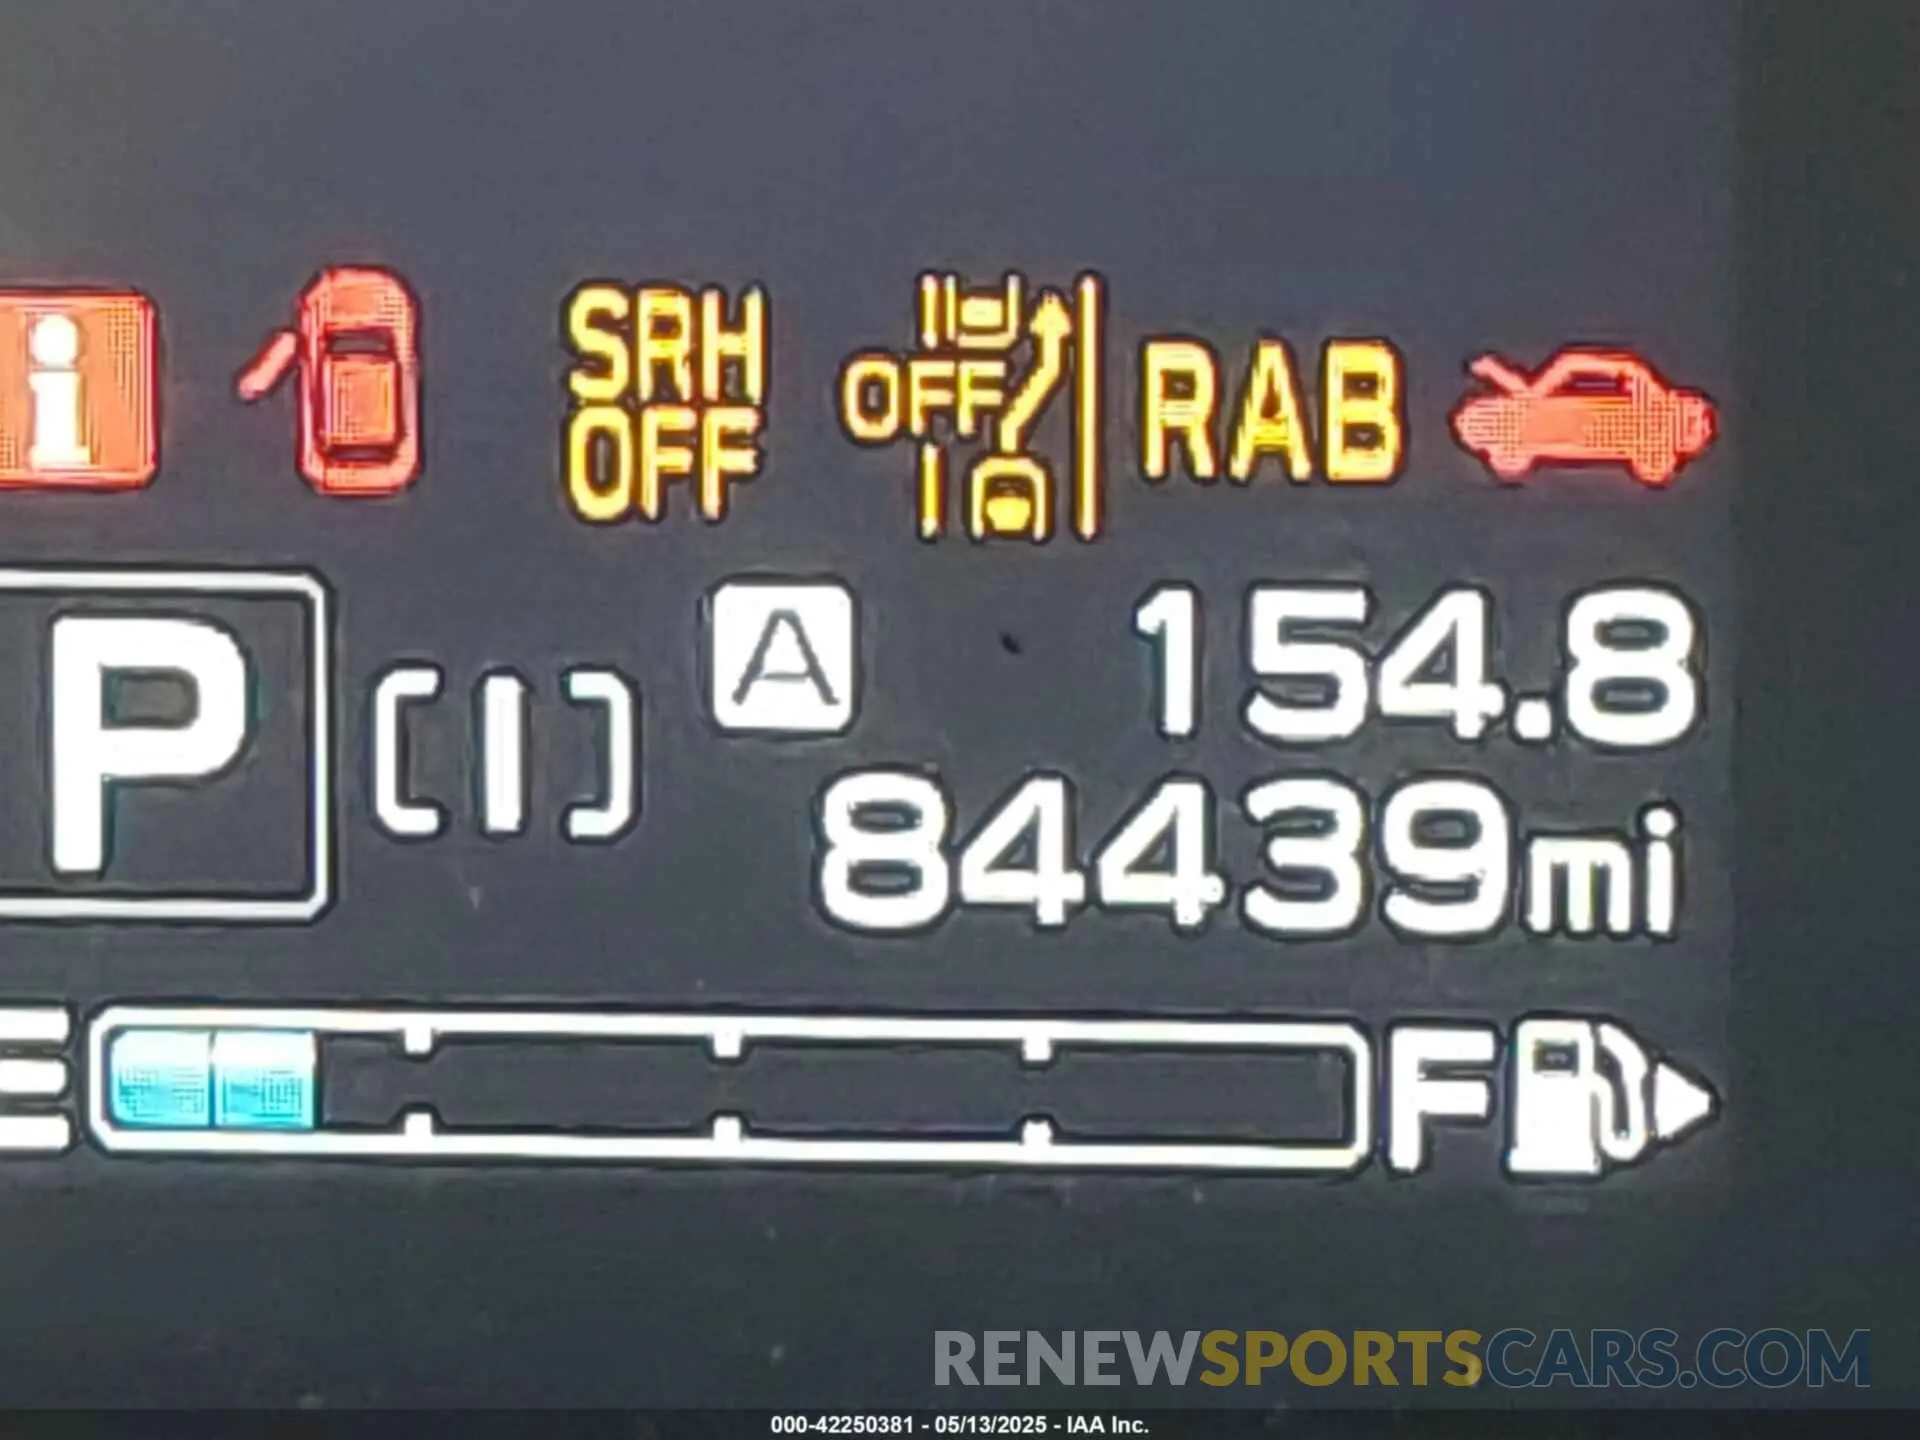 i SRH OFF OFF RAB
P A 154.8
84439mi
E F
RENEWSPORTSCARS.COM
000-42250381 - 05/13/2025 - IAA Inc.